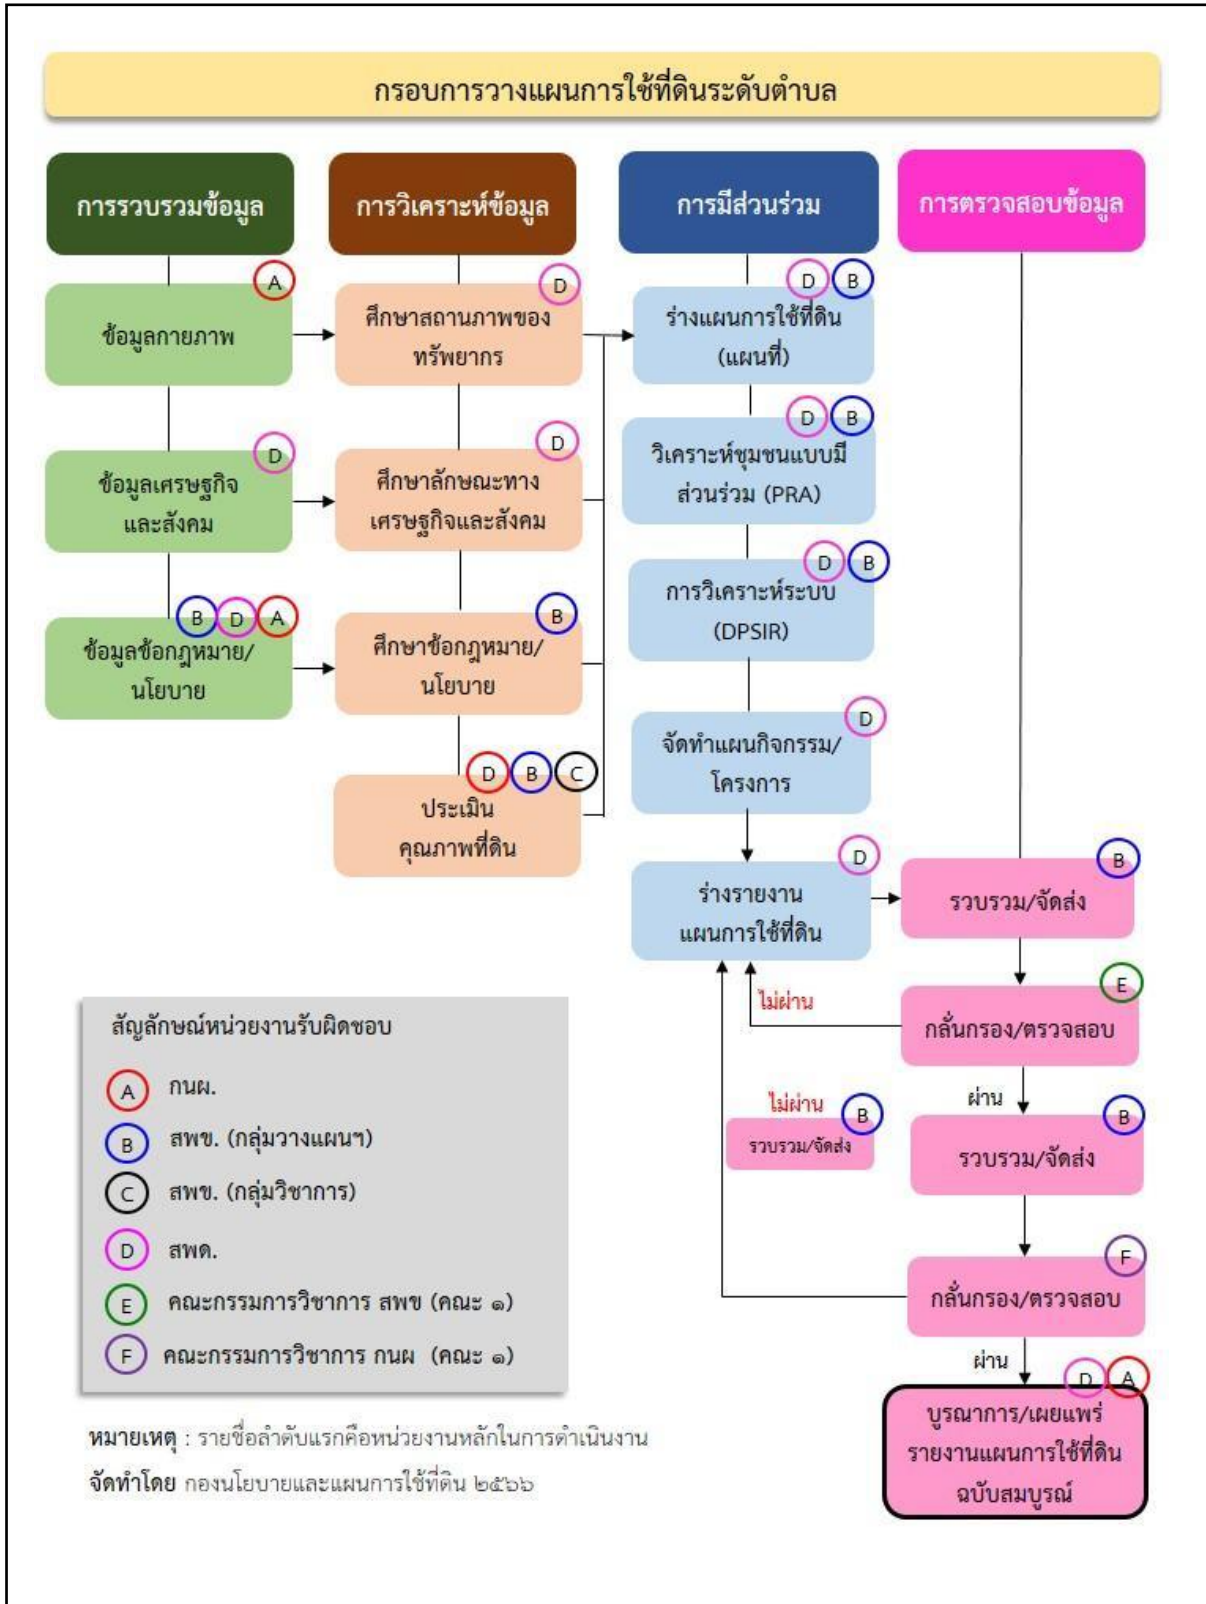 กรอบการวางแผนการใช้ที่ดินระดับตำบล
การรวบรวมข้อมูล
A
ข้อมูลกายภาพ
D
ข้อมูลเศรษฐกิจ
และสังคม
B D A
ข้อมูลข้อกฎหมาย/
นโยบาย
การวิเคราะห์ข้อมูล
D
ศึกษาสถานภาพของ
ทรัพยากร
D
ศึกษาลักษณะทาง
เศรษฐกิจและสังคม
B
ศึกษาข้อกฎหมาย/
นโยบาย
D B C
ประเมิน
คุณภาพที่ดิน
การมีส่วนร่วม
D B
ร่างแผนการใช้ที่ดิน
(แผนที่)
D B
วิเคราะห์ชุมชนแบบมี
ส่วนร่วม (PRA)
D B
การวิเคราะห์ระบบ
(DPSIR)
D
จัดทำแผนกิจกรรม/
โครงการ
D
ร่างรายงาน
แผนการใช้ที่ดิน
การตรวจสอบข้อมูล
B
รวบรวม/จัดส่ง
E
กลั่นกรอง/ตรวจสอบ
ไม่ผ่าน
ผ่าน
B
รวบรวม/จัดส่ง
ไม่ผ่าน
B
รวบรวม/จัดส่ง
F
กลั่นกรอง/ตรวจสอบ
ผ่าน
D A
บูรณาการ/เผยแพร่
รายงานแผนการใช้ที่ดิน
ฉบับสมบูรณ์
สัญลักษณ์หน่วยงานรับผิดชอบ
A กนผ.
B สพข. (กลุ่มวางแผนฯ)
C สพข. (กลุ่มวิชาการ)
D สพด.
E คณะกรรมการวิชาการ สพข (คณะ ๑)
F คณะกรรมการวิชาการ กนผ (คณะ ๑)
หมายเหตุ : รายชื่อลำดับแรกคือหน่วยงานหลักในการดำเนินงาน
จัดทำโดย กองนโยบายและแผนการใช้ที่ดิน ๒๕๖๖